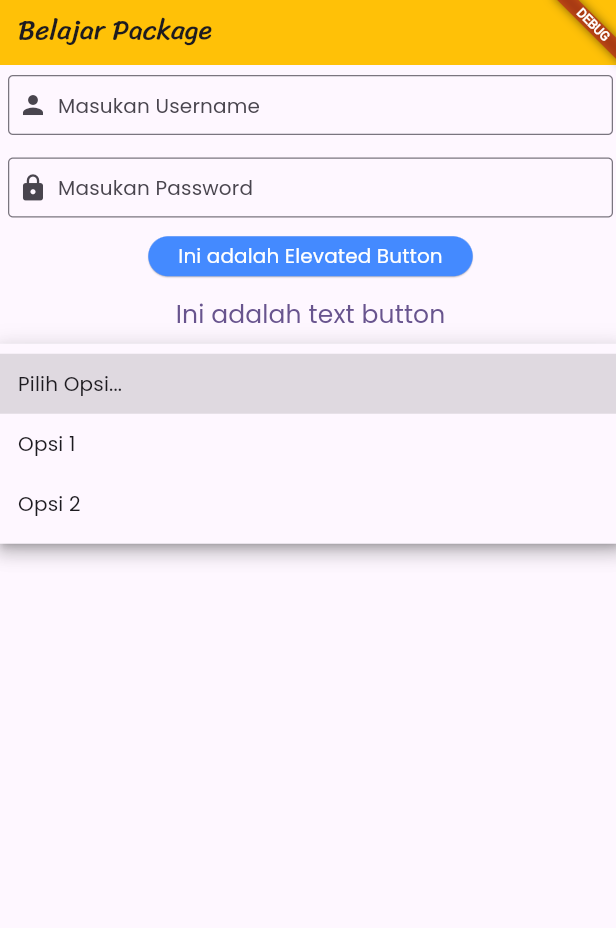 Belajar Package
DEBUG
Masukan Username
Masukan Password
Ini adalah Elevated Button
Ini adalah text button
Pilih Opsi...
Opsi 1
Opsi 2